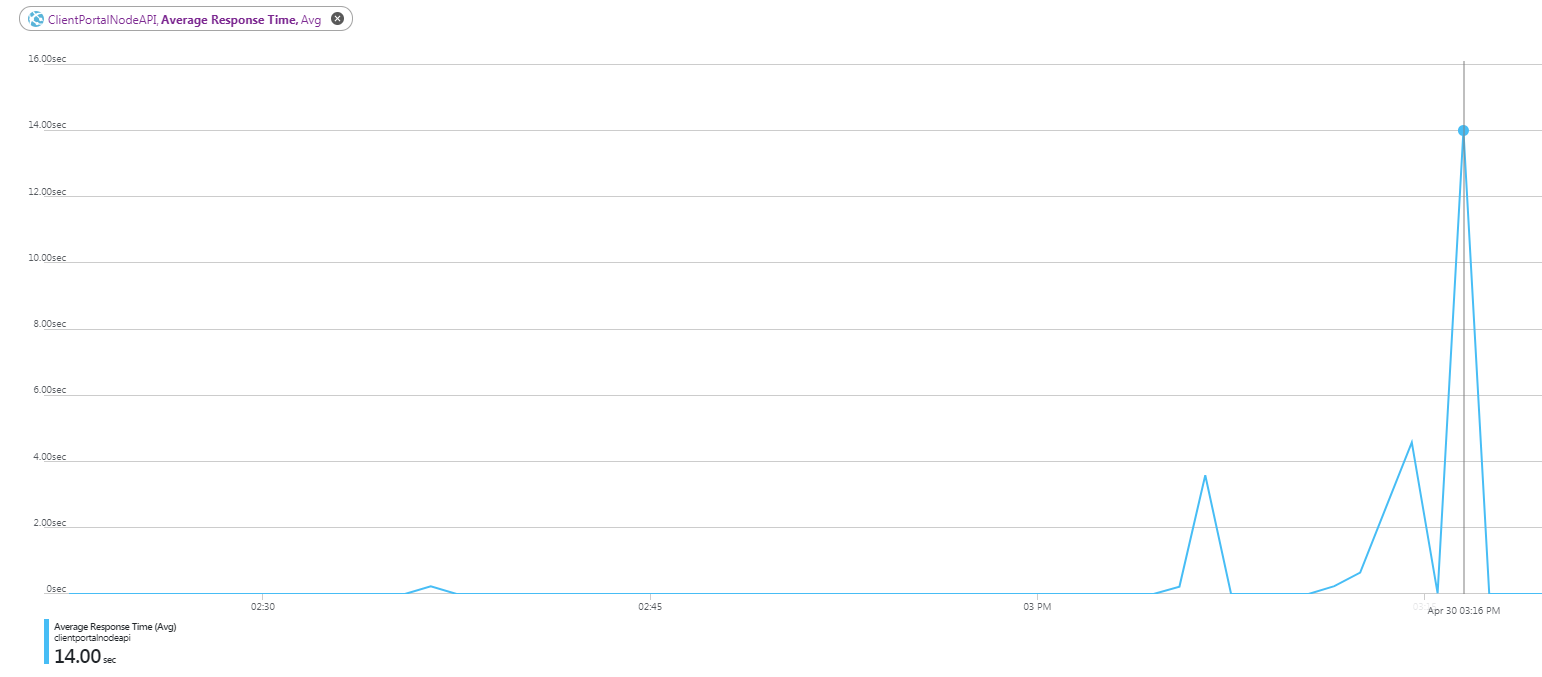 ClientPortalNodeAPI, Average Response Time, Avg
16.00sec
14.00sec
12.00sec
10.00sec
8.00sec
6.00sec
4.00sec
2.00sec
0sec
02:30
02:45
03 PM
Apr 30 03:16 PM
Average Response Time (Avg)
clientportalnodeapi
14.00 sec